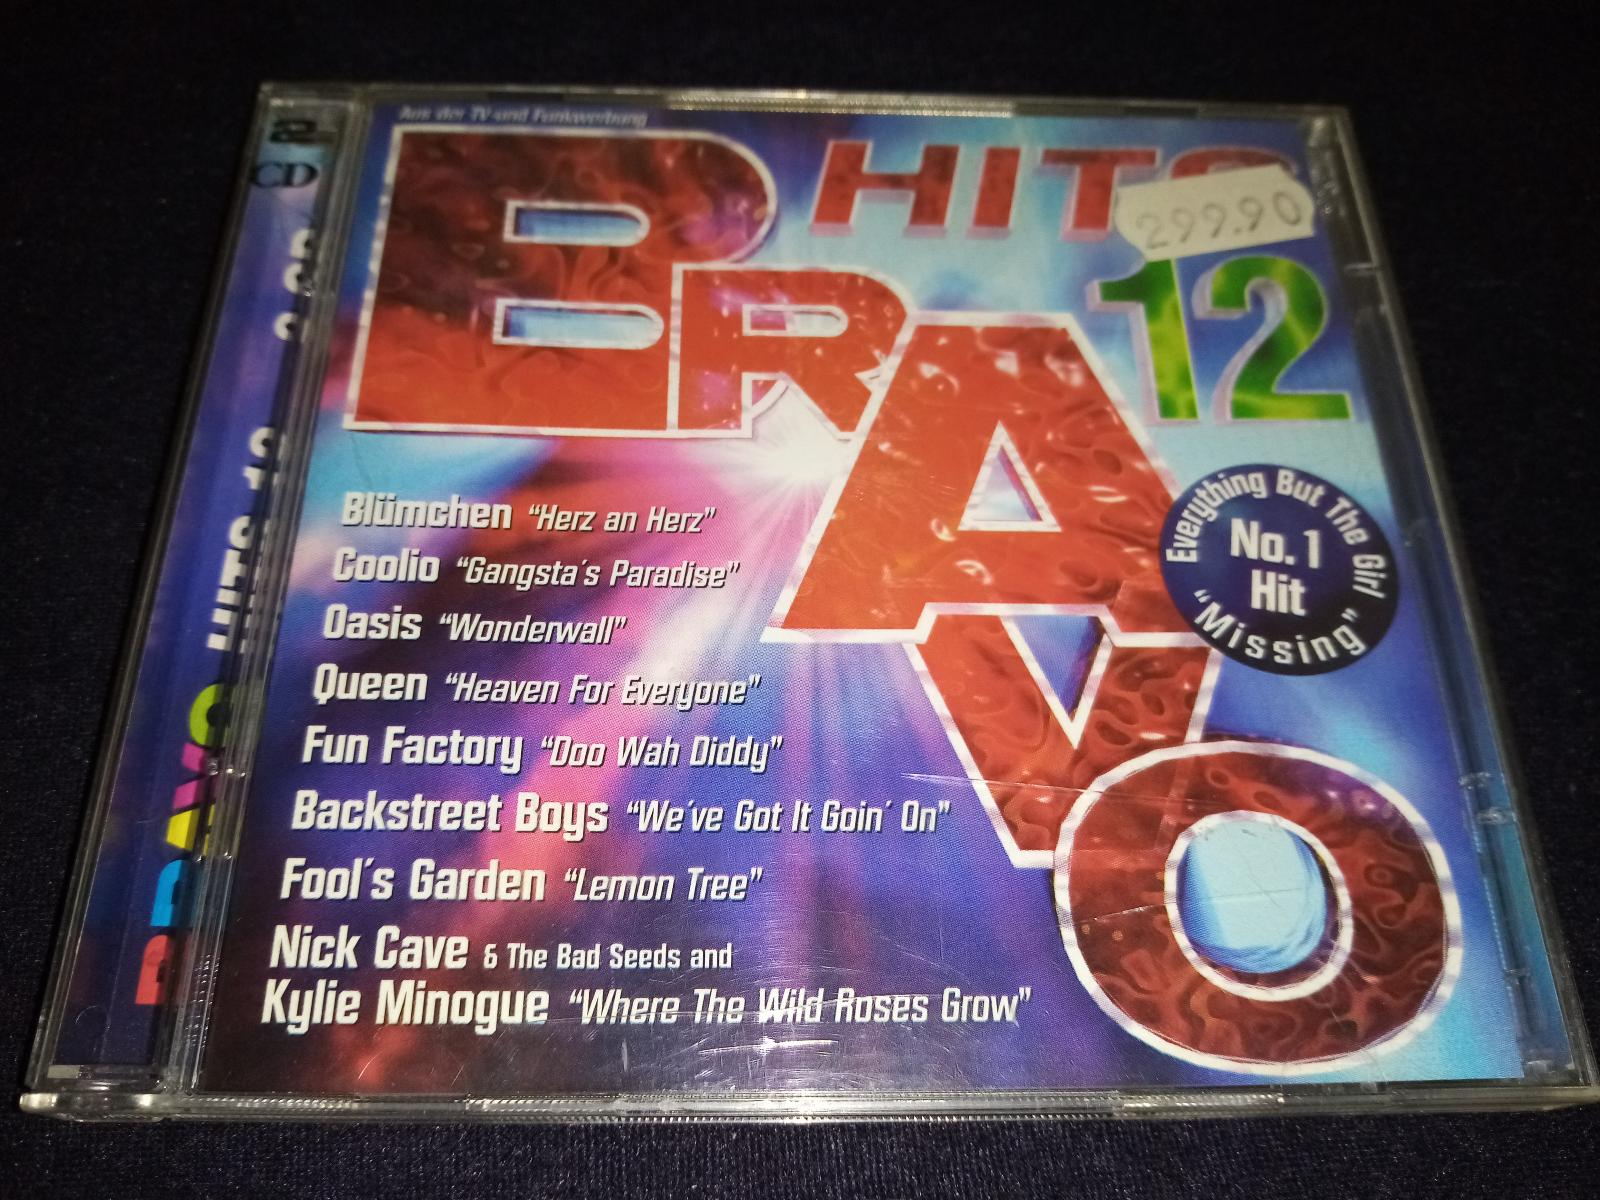 Aus der TV-und Funkwerbung
2
CD
BRAVO HITS 12
BRAVO
HITS
299.90
12
Everything But The Girl
No. 1
Hit
"Missing"
Blümchen "Herz an Herz"
Coolio "Gangsta's Paradise"
Oasis "Wonderwall"
Queen "Heaven For Everyone"
Fun Factory "Doo Wah Diddy"
Backstreet Boys "We've Got It Goin' On"
Fool's Garden "Lemon Tree"
Nick Cave & The Bad Seeds and
Kylie Minogue "Where The Wild Roses Grow"